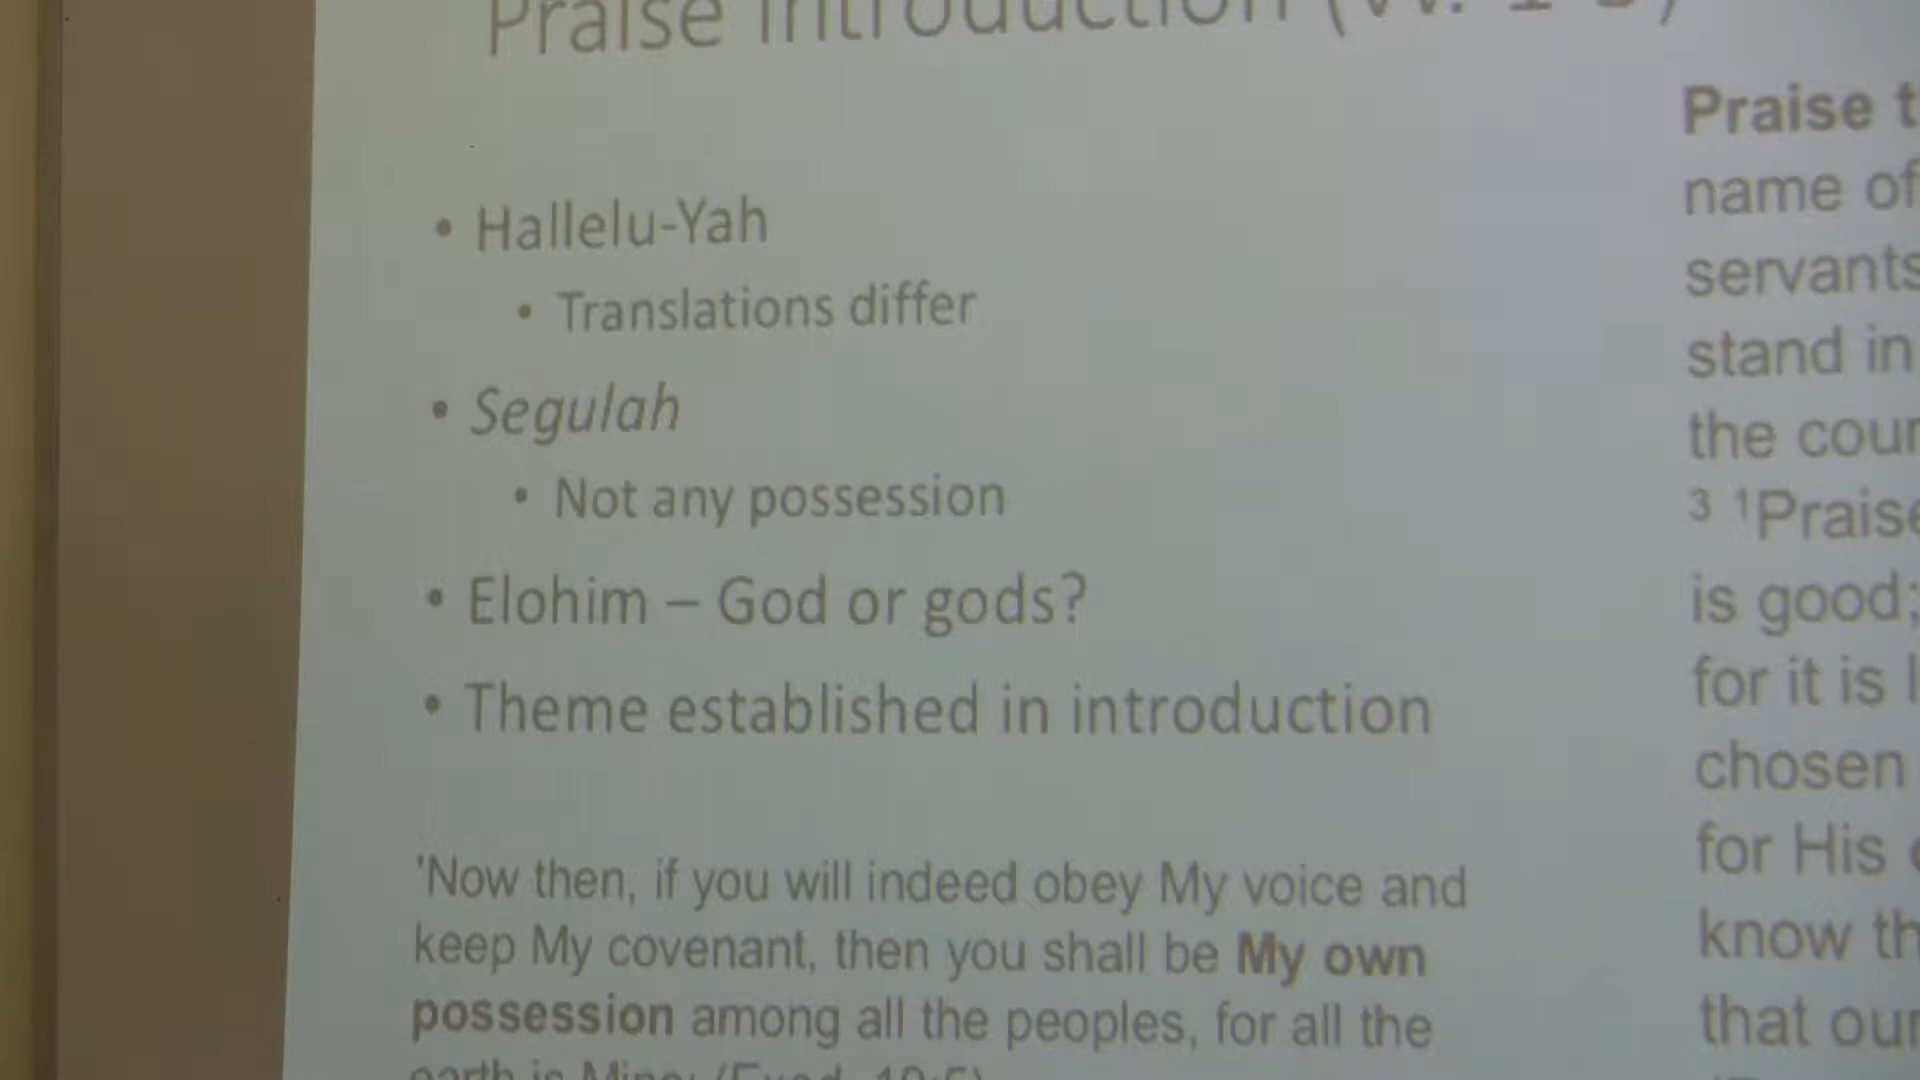 Praise Introduction (vv. 1-5)
• Hallelu-Yah
• Translations differ
• Segulah
• Not any possession
• Elohim – God or gods?
• Theme established in introduction
'Now then, if you will indeed obey My voice and
keep My covenant, then you shall be My own
possession among all the peoples, for all the
earth is Mine; (Exod. 19:5)
Praise t
name of
servants
stand in
the cour
3 1Praise
is good;
for it is l
chosen
for His
know th
that our